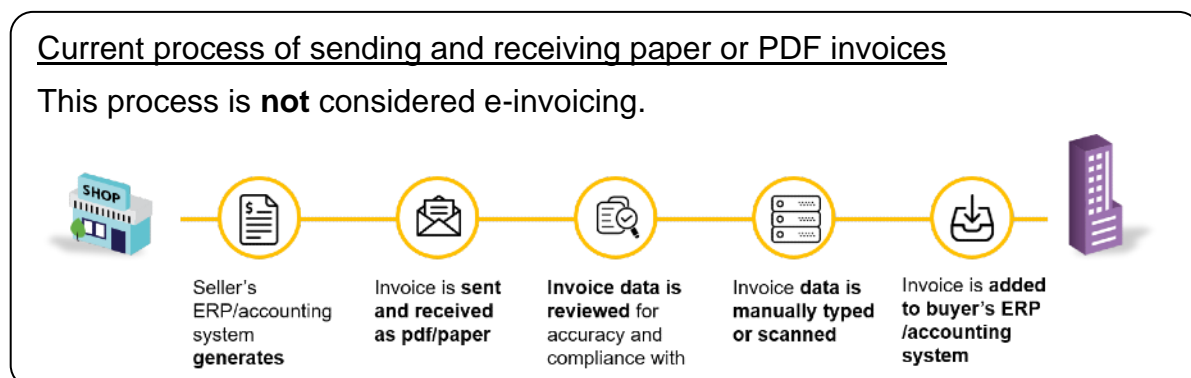 Current process of sending and receiving paper or PDF invoices
This process is not considered e-invoicing.
SHOP
$
Seller's
ERP/accounting
system
generates
Invoice is sent
and received
as pdf/paper
Invoice data is
reviewed for
accuracy and
compliance with
Invoice data is
manually typed
or scanned
Invoice is added
to buyer's ERP
/accounting
system